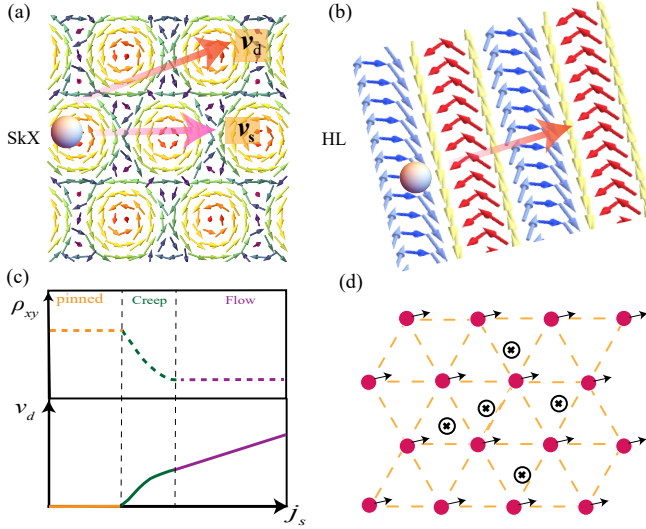 (a)
v_d
SkX
v_s
(b)
HL
(c)
pinned
Creep
Flow
ρ_xy
v_d
j_s
(d)